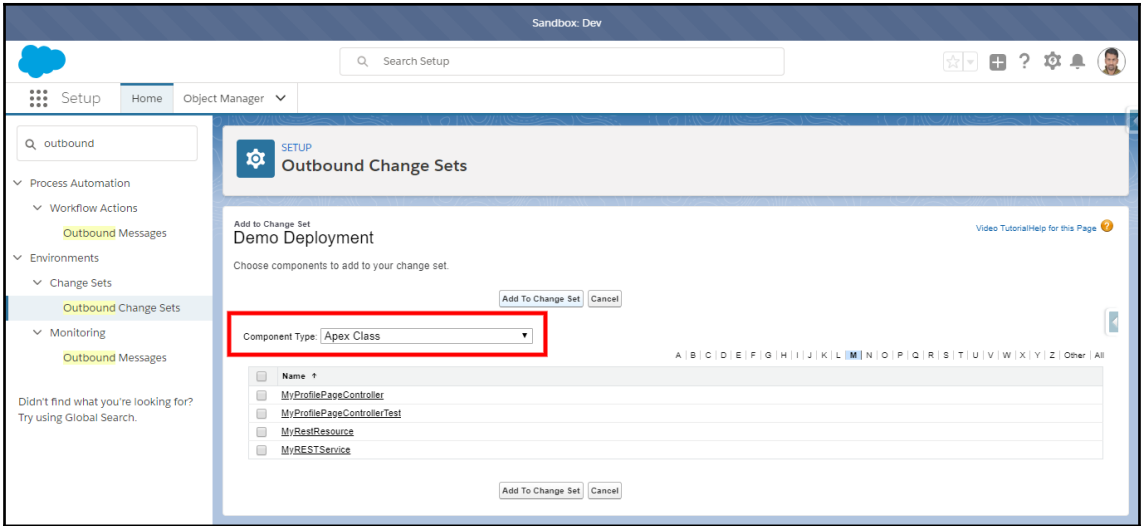 Sandbox: Dev
Search Setup
Setup Home Object Manager
outbound
Process Automation
Workflow Actions
Outbound Messages
Environments
Change Sets
Outbound Change Sets
Monitoring
Outbound Messages
Didn't find what you're looking for?
Try using Global Search.
SETUP
Outbound Change Sets
Add to Change Set
Demo Deployment
Video TutorialHelp for this Page
Choose components to add to your change set.
Add To Change Set Cancel
Component Type: Apex Class
A | B | C | D | E | F | G | H | I | J | K | L | M | N | O | P | Q | R | S | T | U | V | W | X | Y | Z | Other | All
Name ↑
MyProfilePageController
MyProfilePageControllerTest
MyRestResource
MyRESTService
Add To Change Set Cancel